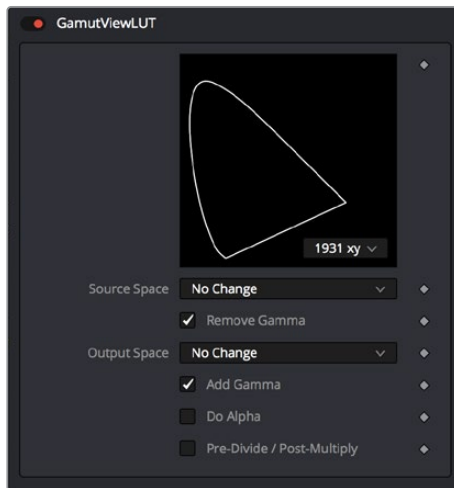 GamutViewLUT
1931 xy
Source Space No Change
Remove Gamma
Output Space No Change
Add Gamma
Do Alpha
Pre-Divide / Post-Multiply